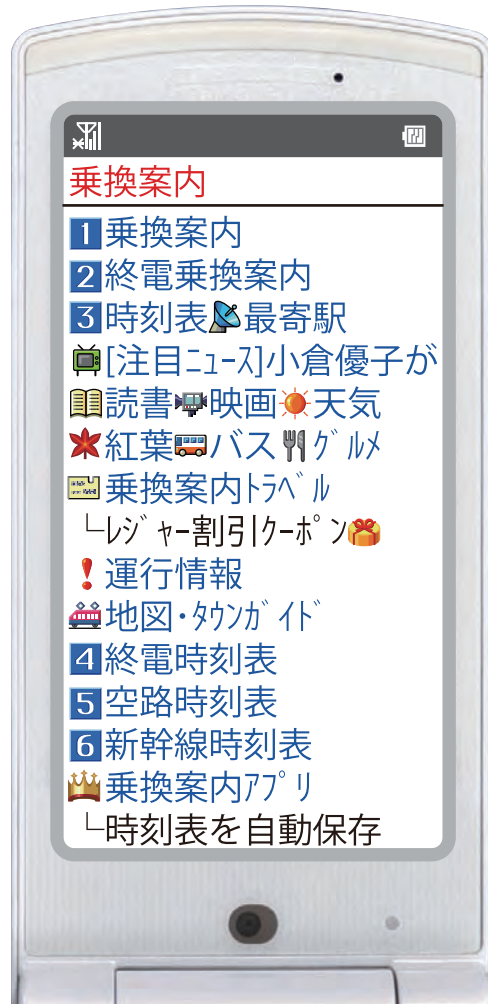 乗換案内
1乗換案内
2終電乗換案内
3時刻表 最寄駅
[注目ﾆｭｰｽ]小倉優子が
読書 映画 天気
紅葉 バス ｸﾞﾙﾒ
乗換案内ﾄﾗﾍﾞﾙ
└ﾚｼﾞｬｰ割引ｸｰﾎﾟﾝ
運行情報
地図・ﾀｳﾝｶﾞｲﾄﾞ
4終電時刻表
5空路時刻表
6新幹線時刻表
乗換案内ｱﾌﾟﾘ
└時刻表を自動保存